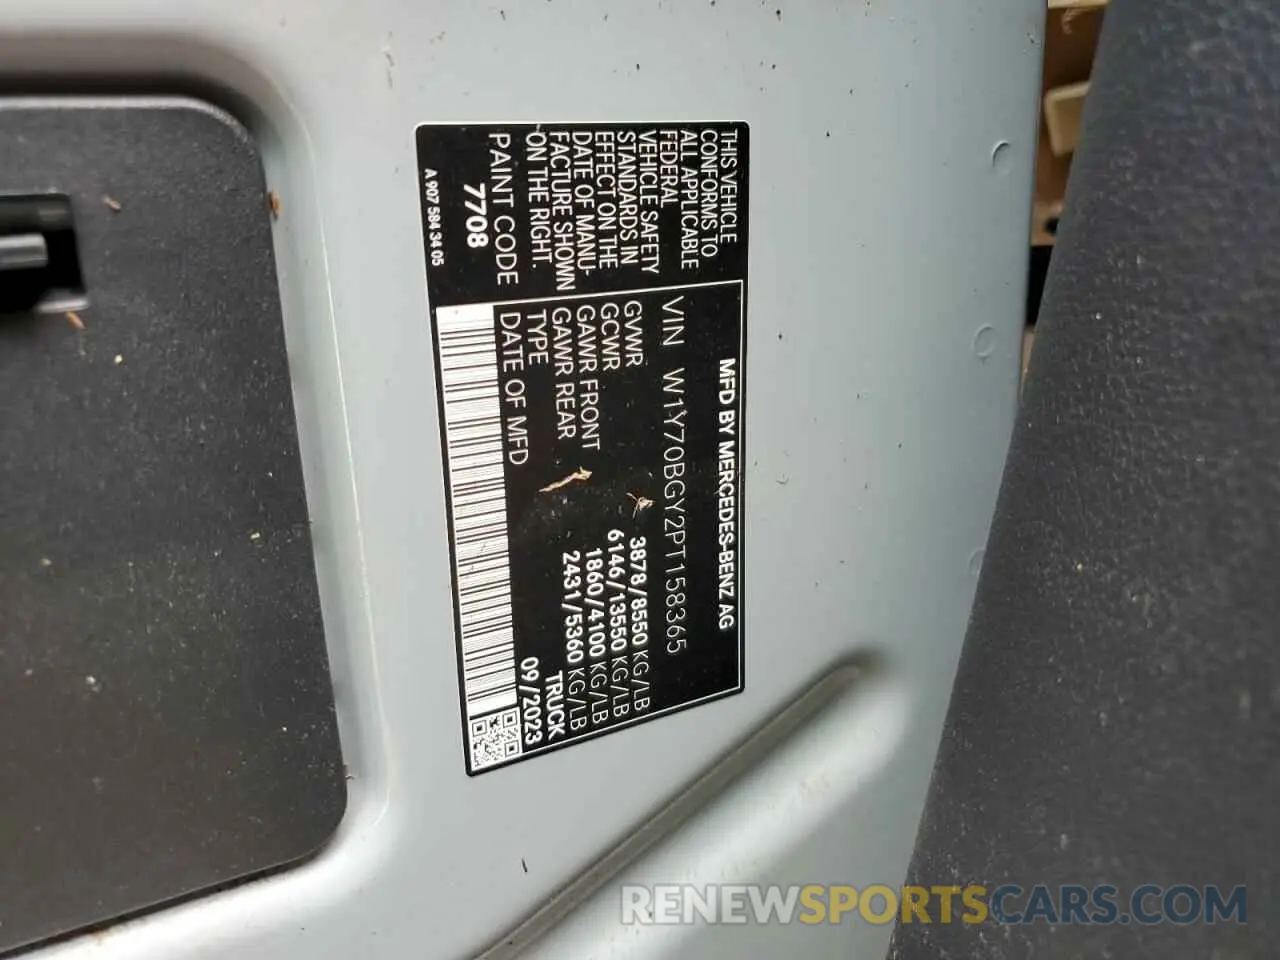 MFD BY MERCEDES-BENZ AG
THIS VEHICLE
CONFORMS TO
ALL APPLICABLE
FEDERAL
VEHICLE SAFETY
STANDARDS IN
EFFECT ON THE
DATE OF MANU-
FACTURE SHOWN
ON THE RIGHT.
PAINT CODE
7708
A 907 584 34 05
VIN W1Y70BGY2PT158365
GVWR 3878/8550 KG/LB
GCWR 6146/13550 KG/LB
GAWR FRONT 1860/4100 KG/LB
GAWR REAR 2431/5360 KG/LB
TYPE TRUCK
DATE OF MFD 09/2023
RENEWSPORTSCARS.COM